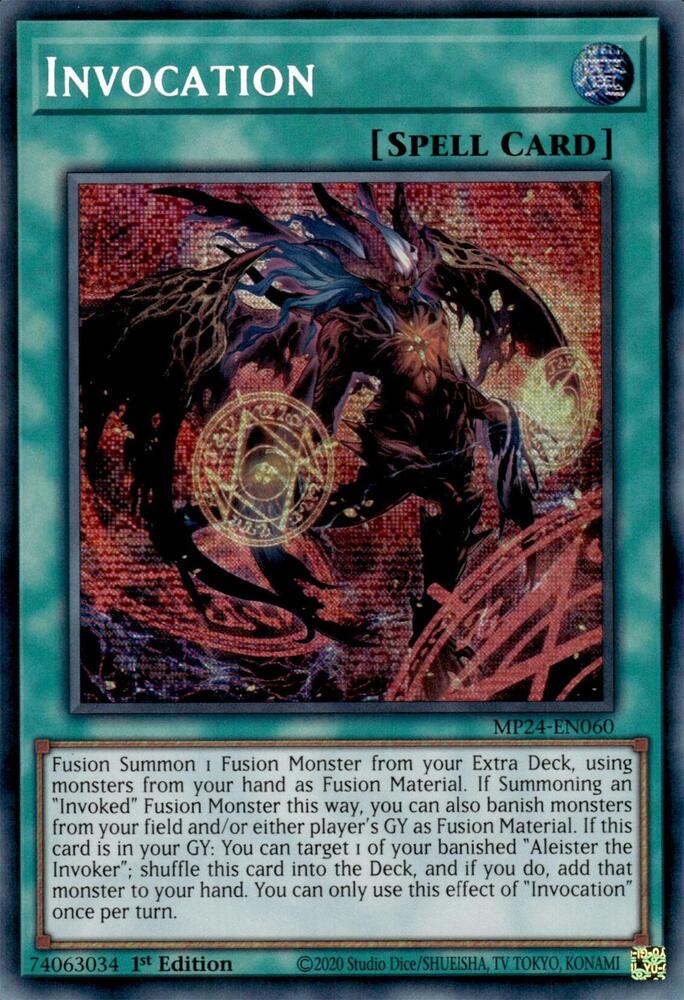 INVOCATION
[SPELL CARD]
MP24-EN060
Fusion Summon 1 Fusion Monster from your Extra Deck, using
monsters from your hand as Fusion Material. If Summoning an
"Invoked" Fusion Monster this way, you can also banish monsters
from your field and/or either player's GY as Fusion Material. If this
card is in your GY: You can target 1 of your banished "Aleister the
Invoker"; shuffle this card into the Deck, and if you do, add that
monster to your hand. You can only use this effect of "Invocation"
once per turn.
74063034 1st Edition ©2020 Studio Dice/SHUEISHA, TV TOKYO, KONAMI